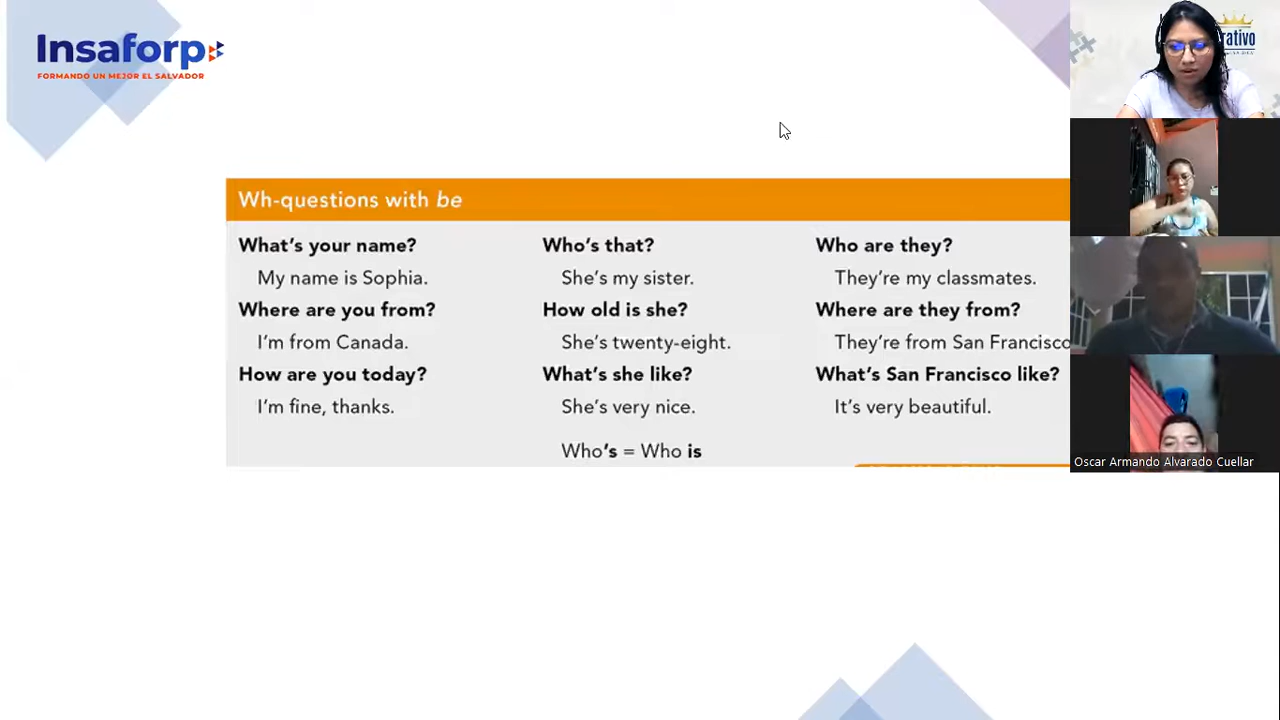 Insaforp
FORMANDO UN MEJOR EL SALVADOR
rativo
Wh-questions with be
What's your name?
My name is Sophia.
Where are you from?
I'm from Canada.
How are you today?
I'm fine, thanks.
Who's that?
She's my sister.
How old is she?
She's twenty-eight.
What's she like?
She's very nice.
Who's = Who is
Who are they?
They're my classmates.
Where are they from?
They're from San Francisco
What's San Francisco like?
It's very beautiful.
Oscar Armando Alvarado Cuellar